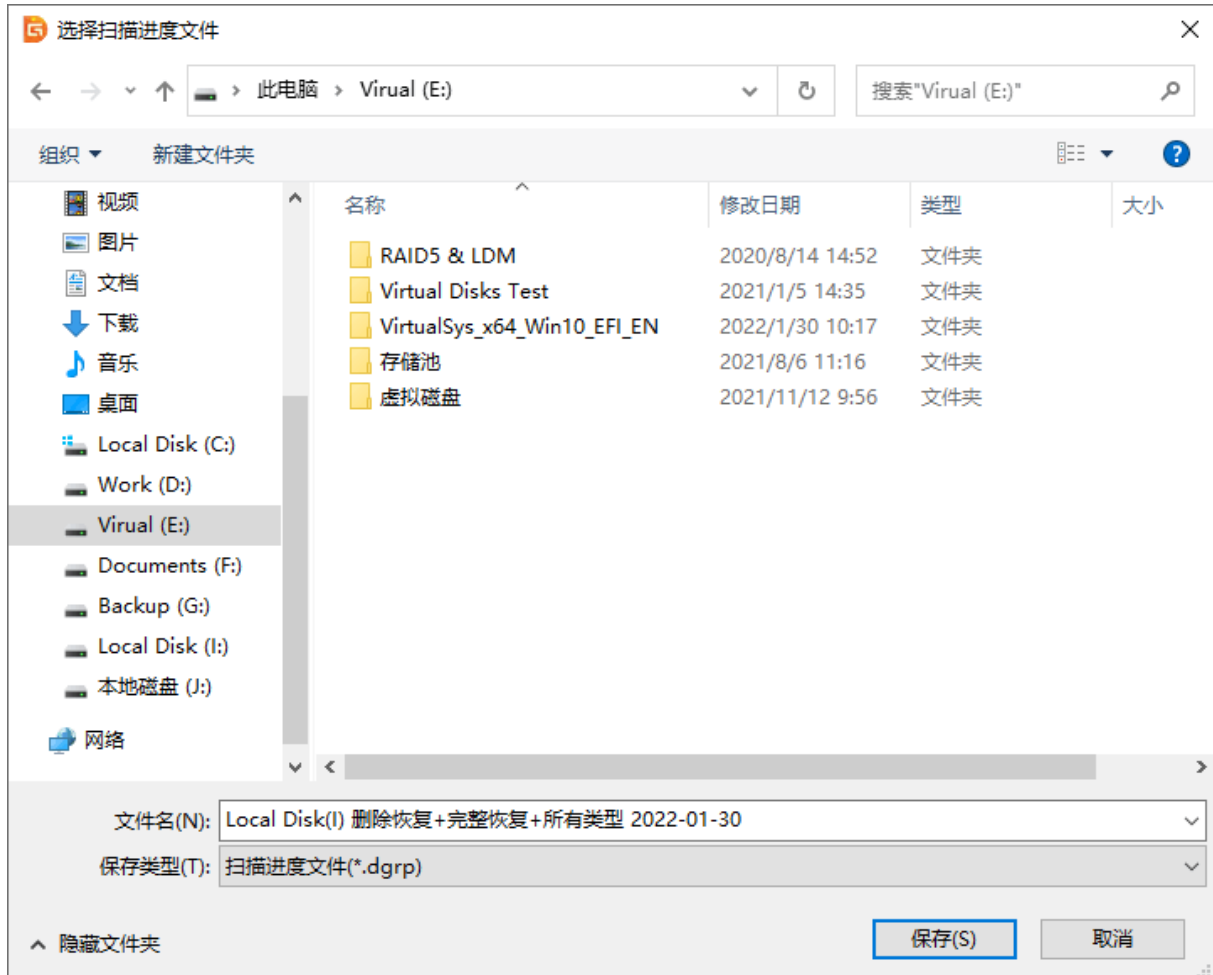 选择扫描进度文件
此电脑 › Virual (E:)
搜索"Virual (E:)"
组织 新建文件夹
名称 修改日期 类型 大小
视频
图片
文档
下载
音乐
桌面
Local Disk (C:)
Work (D:)
Virual (E:)
Documents (F:)
Backup (G:)
Local Disk (I:)
本地磁盘 (J:)
网络
RAID5 & LDM 2020/8/14 14:52 文件夹
Virtual Disks Test 2021/1/5 14:35 文件夹
VirtualSys_x64_Win10_EFI_EN 2022/1/30 10:17 文件夹
存储池 2021/8/6 11:16 文件夹
虚拟磁盘 2021/11/12 9:56 文件夹
文件名(N): Local Disk(I) 删除恢复+完整恢复+所有类型 2022-01-30
保存类型(T): 扫描进度文件(*.dgrp)
隐藏文件夹 保存(S) 取消